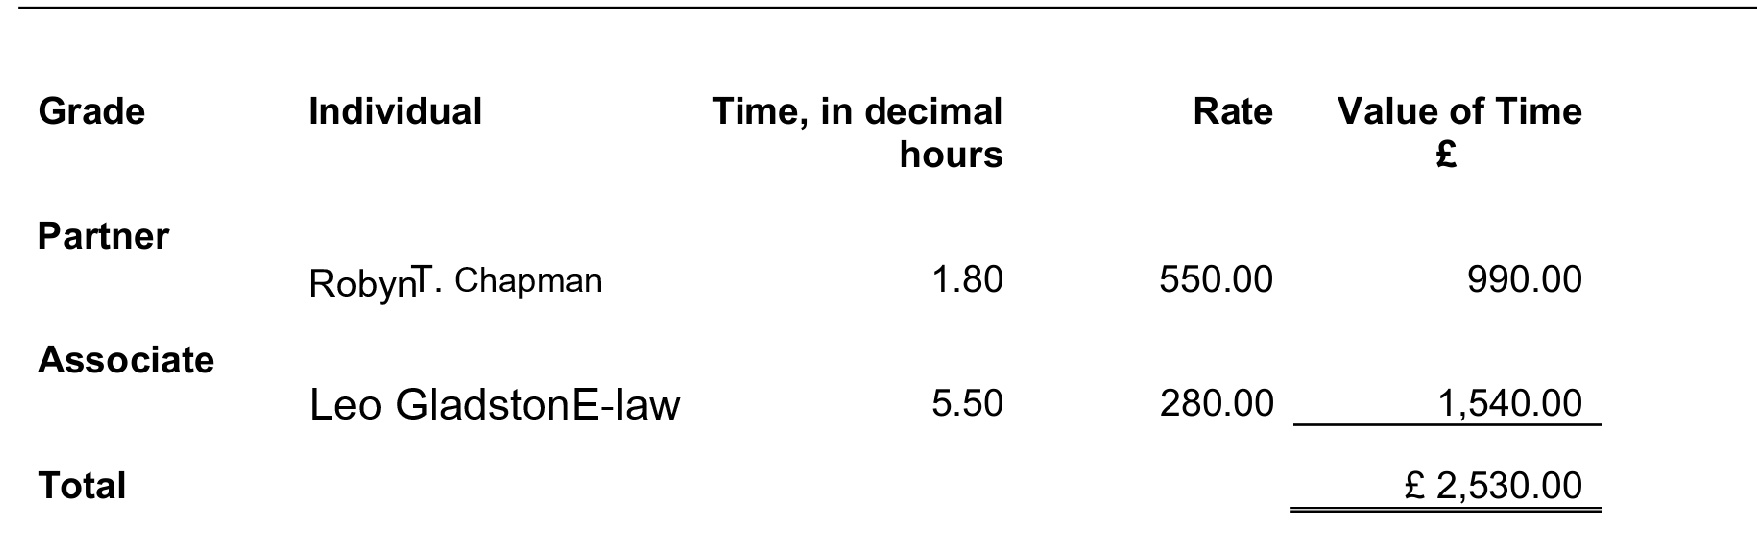 Grade Individual Time, in decimal hours Rate Value of Time £
Partner
RobynT. Chapman 1.80 550.00 990.00
Associate
Leo GladstonE-law 5.50 280.00 1,540.00
Total £ 2,530.00